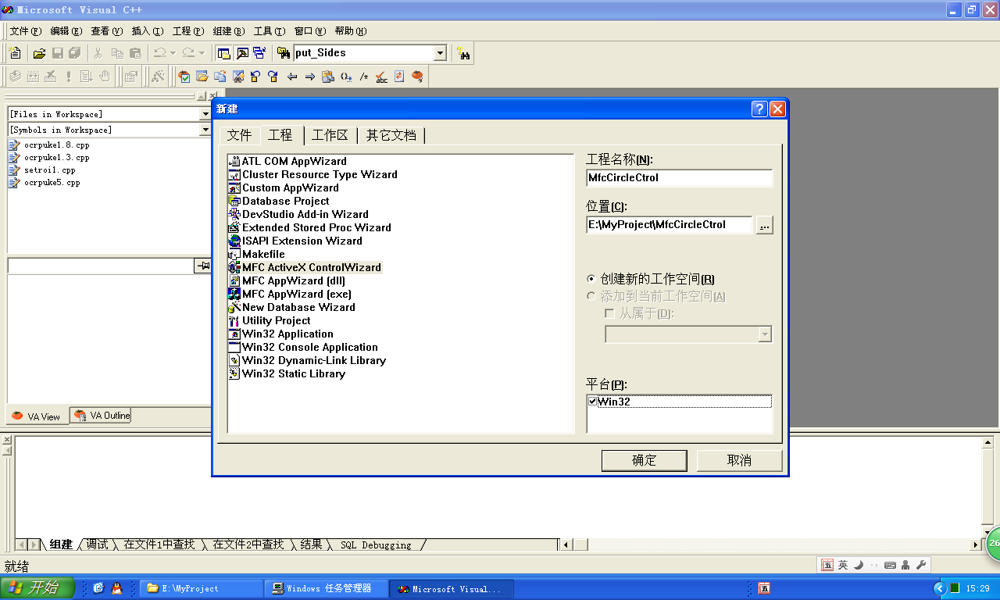 Microsoft Visual C++
文件(F) 编辑(E) 查看(V) 插入(I) 工程(P) 组建(B) 工具(T) 窗口(W) 帮助(H)
put_Sides
[Files in Workspace]
[Symbols in Workspace]
ocrpuke1.8.cpp
ocrpuke1.3.cpp
setroi1.cpp
ocrpuke5.cpp
VA View VA Outline
新建
文件 工程 工作区 其它文档
ATL COM AppWizard
Cluster Resource Type Wizard
Custom AppWizard
Database Project
DevStudio Add-in Wizard
Extended Stored Proc Wizard
ISAPI Extension Wizard
Makefile
MFC ActiveX ControlWizard
MFC AppWizard (dll)
MFC AppWizard (exe)
New Database Wizard
Utility Project
Win32 Application
Win32 Console Application
Win32 Dynamic-Link Library
Win32 Static Library
工程名称(N):
MfcCircleCtrol
位置(C):
E:\MyProject\MfcCircleCtrol
...
创建新的工作空间(R)
添加到当前工作空间(A)
从属于(D):
平台(P):
Win32
确定 取消
组建 调试 在文件1中查找 在文件2中查找 结果 SQL Debugging
26
就绪
五 英
开始 E:\MyProject Windows 任务管理器 Microsoft Visual... 五 15:29